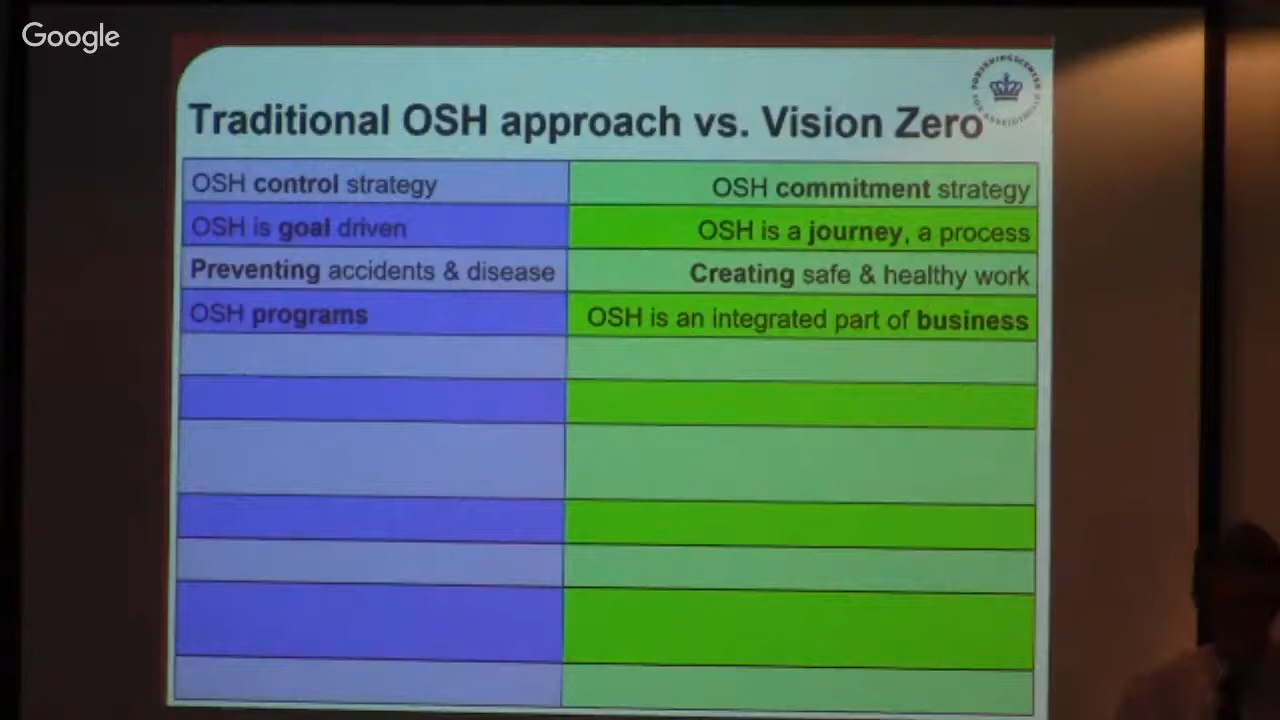 Google
Traditional OSH approach vs. Vision Zero
OSH control strategy
OSH commitment strategy
OSH is goal driven
OSH is a journey, a process
Preventing accidents & disease
Creating safe & healthy work
OSH programs
OSH is an integrated part of business